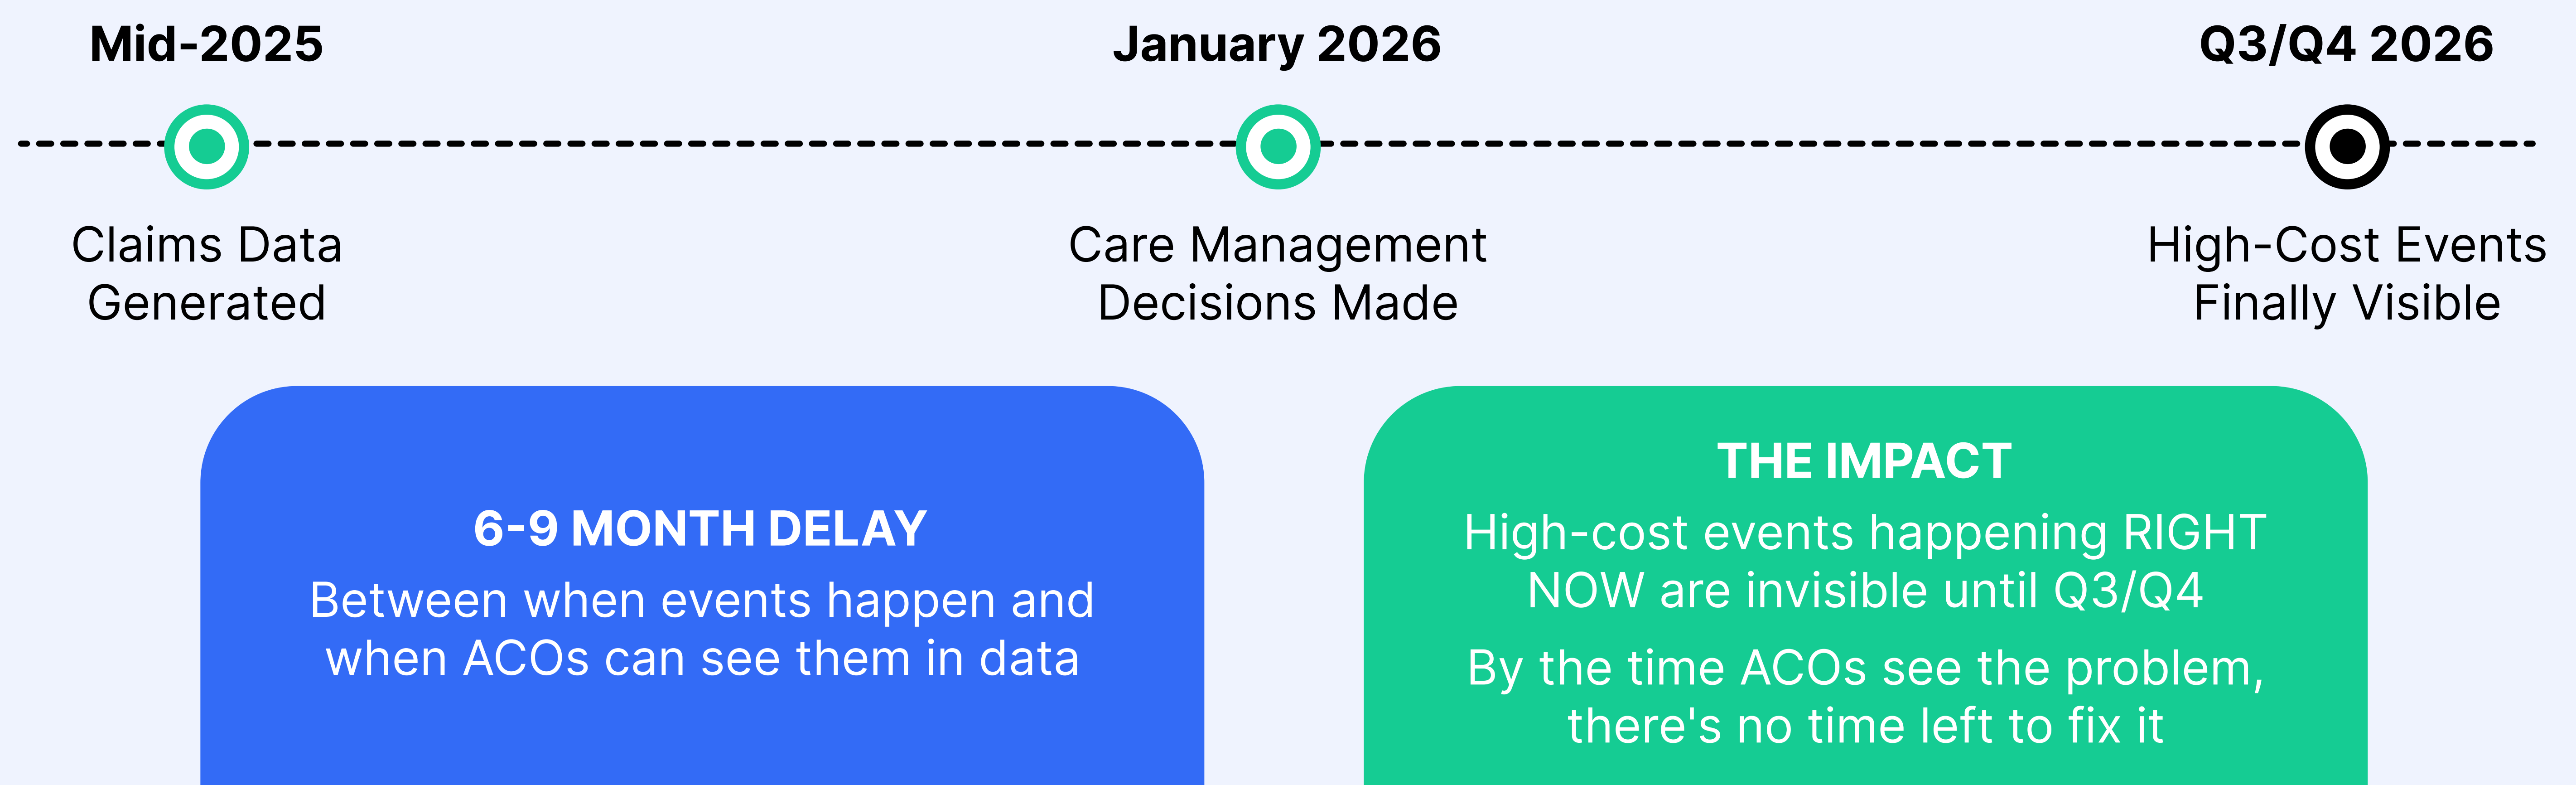 Mid-2025
January 2026
Q3/Q4 2026
Claims Data
Generated
Care Management
Decisions Made
High-Cost Events
Finally Visible
6-9 MONTH DELAY
Between when events happen and
when ACOs can see them in data
THE IMPACT
High-cost events happening RIGHT
NOW are invisible until Q3/Q4
By the time ACOs see the problem,
there's no time left to fix it